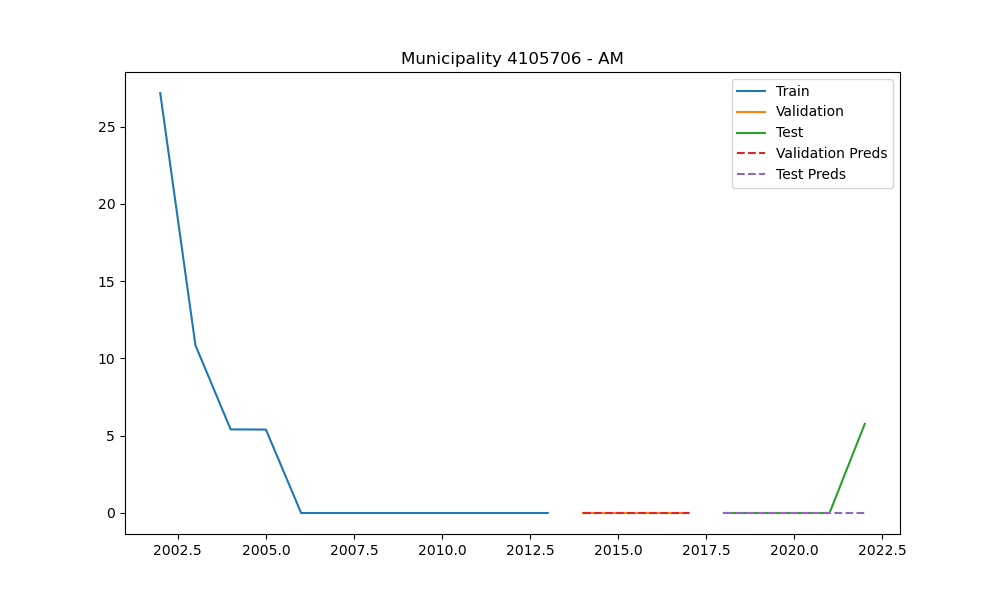 Municipality 4105706 - AM
Train
Validation
Test
Validation Preds
Test Preds
25
20
15
10
5
0
2002.5 2005.0 2007.5 2010.0 2012.5 2015.0 2017.5 2020.0 2022.5